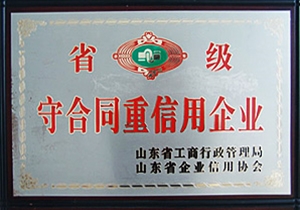 省 级
守合同重信用企业
山东省工商行政管理局
山东省企业信用协会